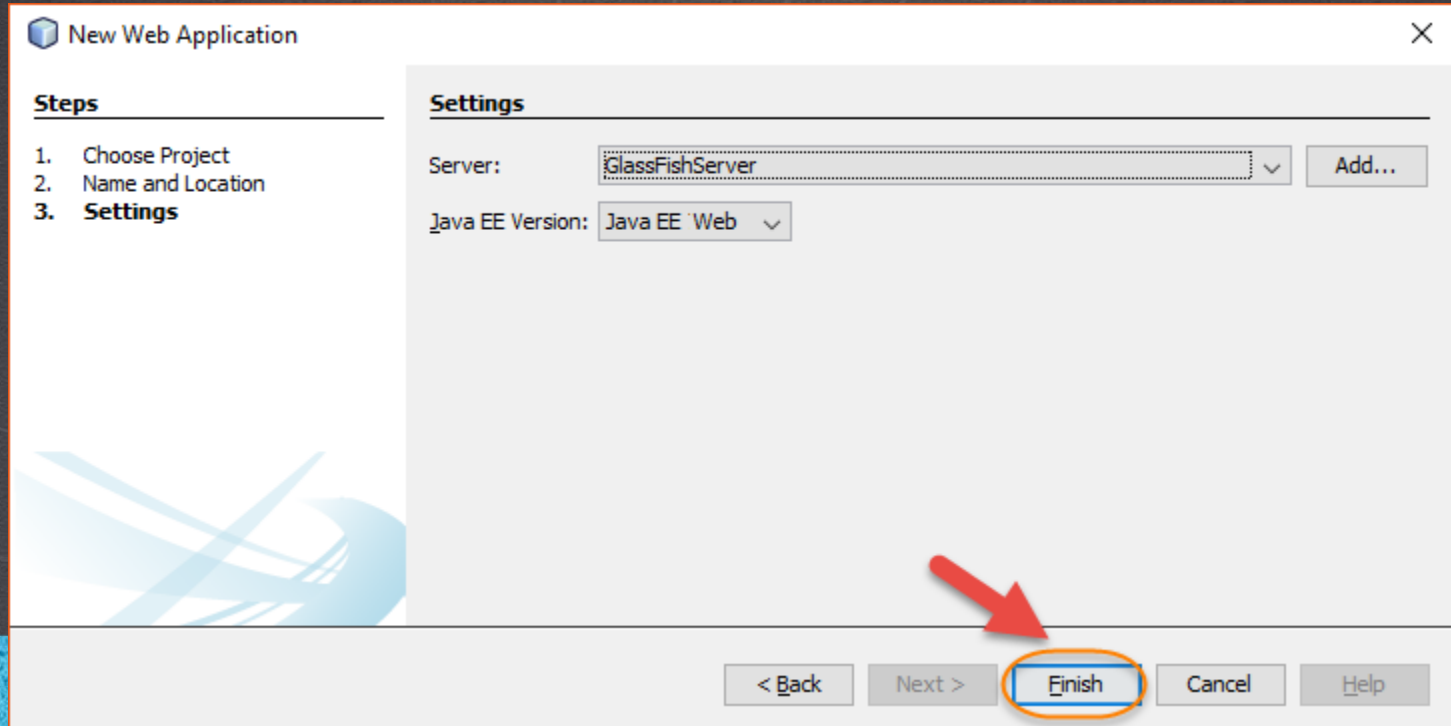 New Web Application
Steps
1. Choose Project
2. Name and Location
3. Settings
Settings
Server: GlassFishServer Add...
Java EE Version: Java EE Web
< Back Next > Finish Cancel Help